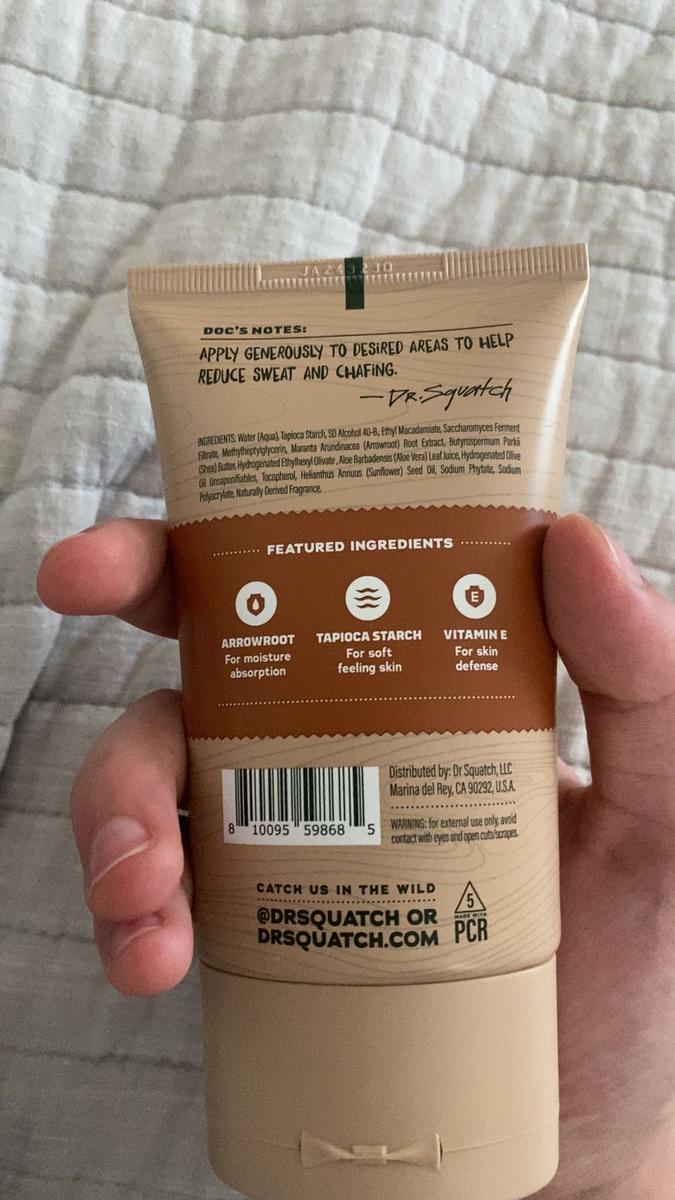 DOC'S NOTES:
APPLY GENEROUSLY TO DESIRED AREAS TO HELP
REDUCE SWEAT AND CHAFING.
—DR. Squatch
INGREDIENTS: Water (Aqua), Tapioca Starch, SD Alcohol 40-B, Ethyl Macadamiate, Saccharomyces Ferment
Filtrate, Methylheptylglycerin, Maranta Arundinacea (Arrowroot) Root Extract, Butyrospermum Parkii
(Shea) Butter, Hydrogenated Ethylhexyl Olivate, Aloe Barbadensis (Aloe Vera) Leaf Juice, Hydrogenated Olive
Oil Unsaponifiables, Tocopherol, Helianthus Annuus (Sunflower) Seed Oil, Sodium Phytate, Sodium
Polyacrylate, Naturally Derived Fragrance.
FEATURED INGREDIENTS
E
ARROWROOT TAPIOCA STARCH VITAMIN E
For moisture For soft For skin
absorption feeling skin defense
Distributed by: Dr Squatch, LLC
Marina del Rey, CA 90292, U.S.A.
WARNING: for external use only, avoid
contact with eyes and open cuts/scrapes.
8 10095 59868 5
CATCH US IN THE WILD
@DRSQUATCH OR
DRSQUATCH.COM
5
MADE WITH
PCR